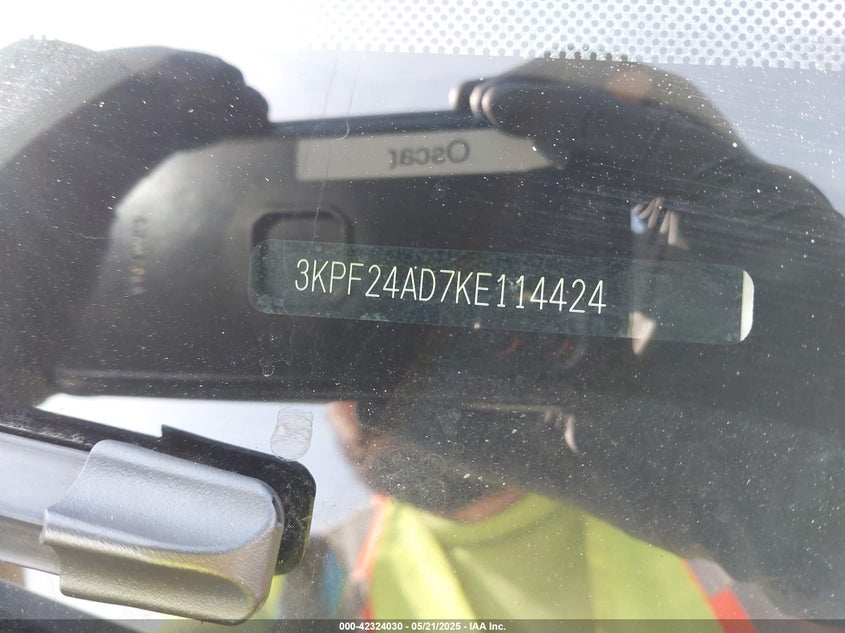 Oscar
3KPF24AD7KE114424
000-42324030 - 05/21/2025 - IAA Inc.